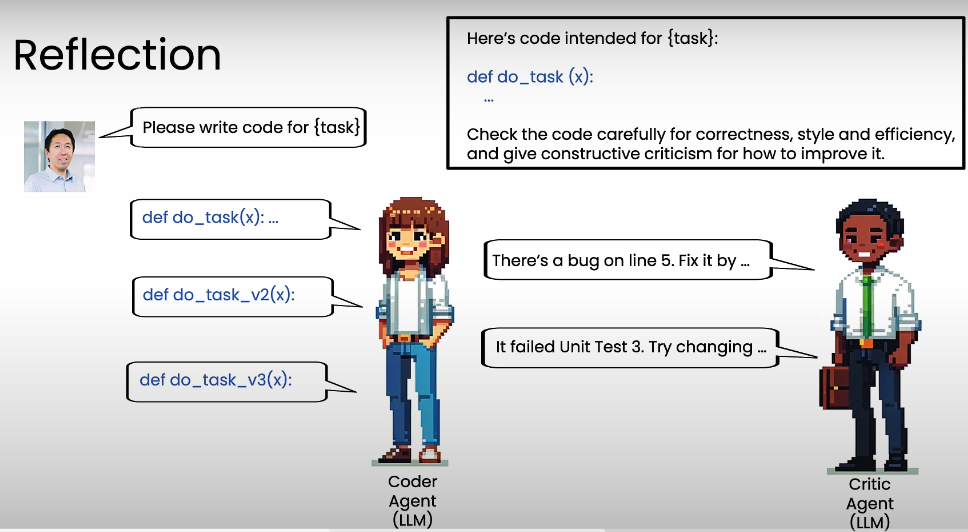 Reflection
Here's code intended for {task}:
def do_task (x):
...
Check the code carefully for correctness, style and efficiency,
and give constructive criticism for how to improve it.
Please write code for {task}
def do_task(x): ...
There's a bug on line 5. Fix it by ...
def do_task_v2(x):
It failed Unit Test 3. Try changing ...
def do_task_v3(x):
Coder
Agent
(LLM)
Critic
Agent
(LLM)